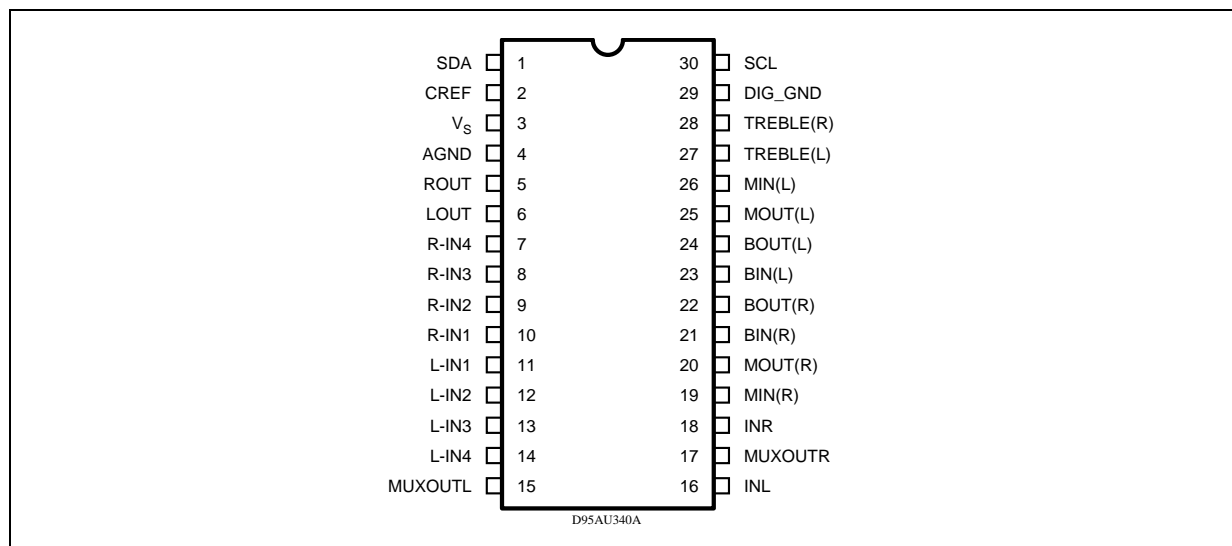 SDA 1 30 SCL
CREF 2 29 DIG_GND
VS 3 28 TREBLE(R)
AGND 4 27 TREBLE(L)
ROUT 5 26 MIN(L)
LOUT 6 25 MOUT(L)
R-IN4 7 24 BOUT(L)
R-IN3 8 23 BIN(L)
R-IN2 9 22 BOUT(R)
R-IN1 10 21 BIN(R)
L-IN1 11 20 MOUT(R)
L-IN2 12 19 MIN(R)
L-IN3 13 18 INR
L-IN4 14 17 MUXOUTR
MUXOUTL 15 16 INL
D95AU340A